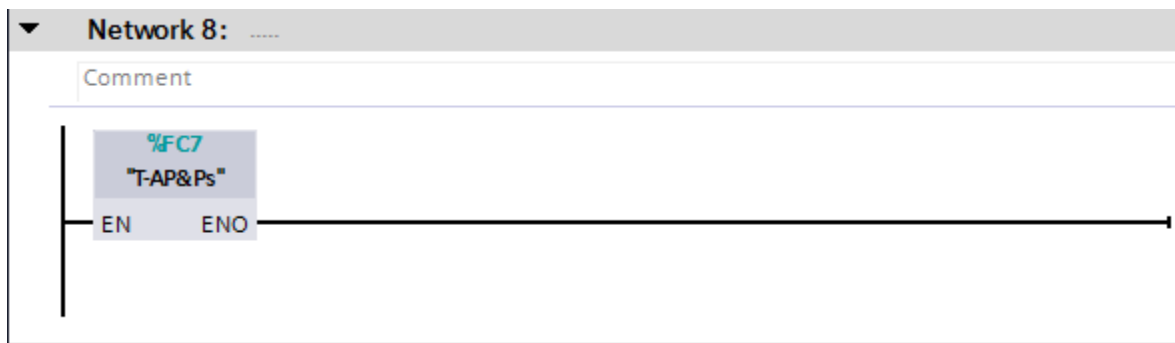 Network 8: .....
Comment
%FC7
"T-AP&Ps"
EN ENO